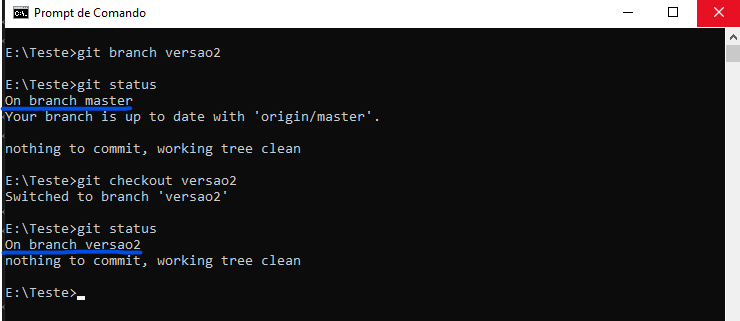 Prompt de Comando
E:\Teste>git branch versao2
E:\Teste>git status
On branch master
Your branch is up to date with 'origin/master'.
nothing to commit, working tree clean
E:\Teste>git checkout versao2
Switched to branch 'versao2'
E:\Teste>git status
On branch versao2
nothing to commit, working tree clean
E:\Teste>